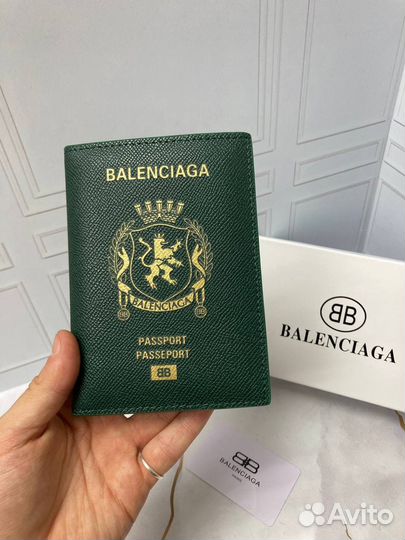 BALENCIAGA
BALENCIAGA
PASSPORT
PASSEPORT
BB
BB
BALENCIAGA
BB
BALENCIAGA
Avito